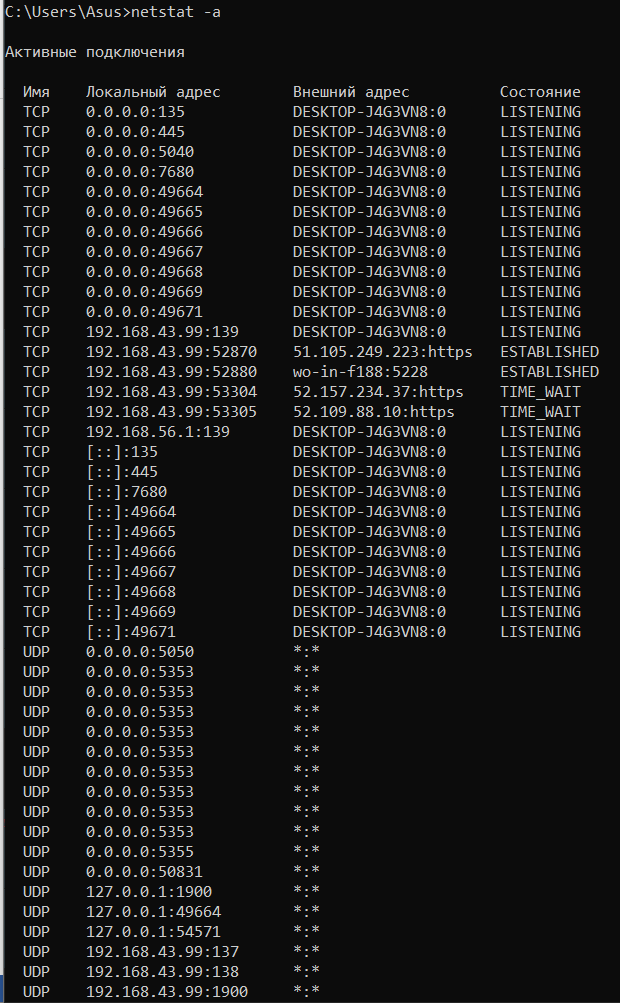 C:\Users\Asus>netstat -a
Активные подключения
Имя Локальный адрес Внешний адрес Состояние
TCP 0.0.0.0:135 DESKTOP-J4G3VN8:0 LISTENING
TCP 0.0.0.0:445 DESKTOP-J4G3VN8:0 LISTENING
TCP 0.0.0.0:5040 DESKTOP-J4G3VN8:0 LISTENING
TCP 0.0.0.0:7680 DESKTOP-J4G3VN8:0 LISTENING
TCP 0.0.0.0:49664 DESKTOP-J4G3VN8:0 LISTENING
TCP 0.0.0.0:49665 DESKTOP-J4G3VN8:0 LISTENING
TCP 0.0.0.0:49666 DESKTOP-J4G3VN8:0 LISTENING
TCP 0.0.0.0:49667 DESKTOP-J4G3VN8:0 LISTENING
TCP 0.0.0.0:49668 DESKTOP-J4G3VN8:0 LISTENING
TCP 0.0.0.0:49669 DESKTOP-J4G3VN8:0 LISTENING
TCP 0.0.0.0:49671 DESKTOP-J4G3VN8:0 LISTENING
TCP 192.168.43.99:139 DESKTOP-J4G3VN8:0 LISTENING
TCP 192.168.43.99:52870 51.105.249.223:https ESTABLISHED
TCP 192.168.43.99:52880 wo-in-f188:5228 ESTABLISHED
TCP 192.168.43.99:53304 52.157.234.37:https TIME_WAIT
TCP 192.168.43.99:53305 52.109.88.10:https TIME_WAIT
TCP 192.168.56.1:139 DESKTOP-J4G3VN8:0 LISTENING
TCP [::]:135 DESKTOP-J4G3VN8:0 LISTENING
TCP [::]:445 DESKTOP-J4G3VN8:0 LISTENING
TCP [::]:7680 DESKTOP-J4G3VN8:0 LISTENING
TCP [::]:49664 DESKTOP-J4G3VN8:0 LISTENING
TCP [::]:49665 DESKTOP-J4G3VN8:0 LISTENING
TCP [::]:49666 DESKTOP-J4G3VN8:0 LISTENING
TCP [::]:49667 DESKTOP-J4G3VN8:0 LISTENING
TCP [::]:49668 DESKTOP-J4G3VN8:0 LISTENING
TCP [::]:49669 DESKTOP-J4G3VN8:0 LISTENING
TCP [::]:49671 DESKTOP-J4G3VN8:0 LISTENING
UDP 0.0.0.0:5050 *:*
UDP 0.0.0.0:5353 *:*
UDP 0.0.0.0:5353 *:*
UDP 0.0.0.0:5353 *:*
UDP 0.0.0.0:5353 *:*
UDP 0.0.0.0:5353 *:*
UDP 0.0.0.0:5353 *:*
UDP 0.0.0.0:5353 *:*
UDP 0.0.0.0:5353 *:*
UDP 0.0.0.0:5353 *:*
UDP 0.0.0.0:5355 *:*
UDP 0.0.0.0:50831 *:*
UDP 127.0.0.1:1900 *:*
UDP 127.0.0.1:49664 *:*
UDP 127.0.0.1:54571 *:*
UDP 192.168.43.99:137 *:*
UDP 192.168.43.99:138 *:*
UDP 192.168.43.99:1900 *:*